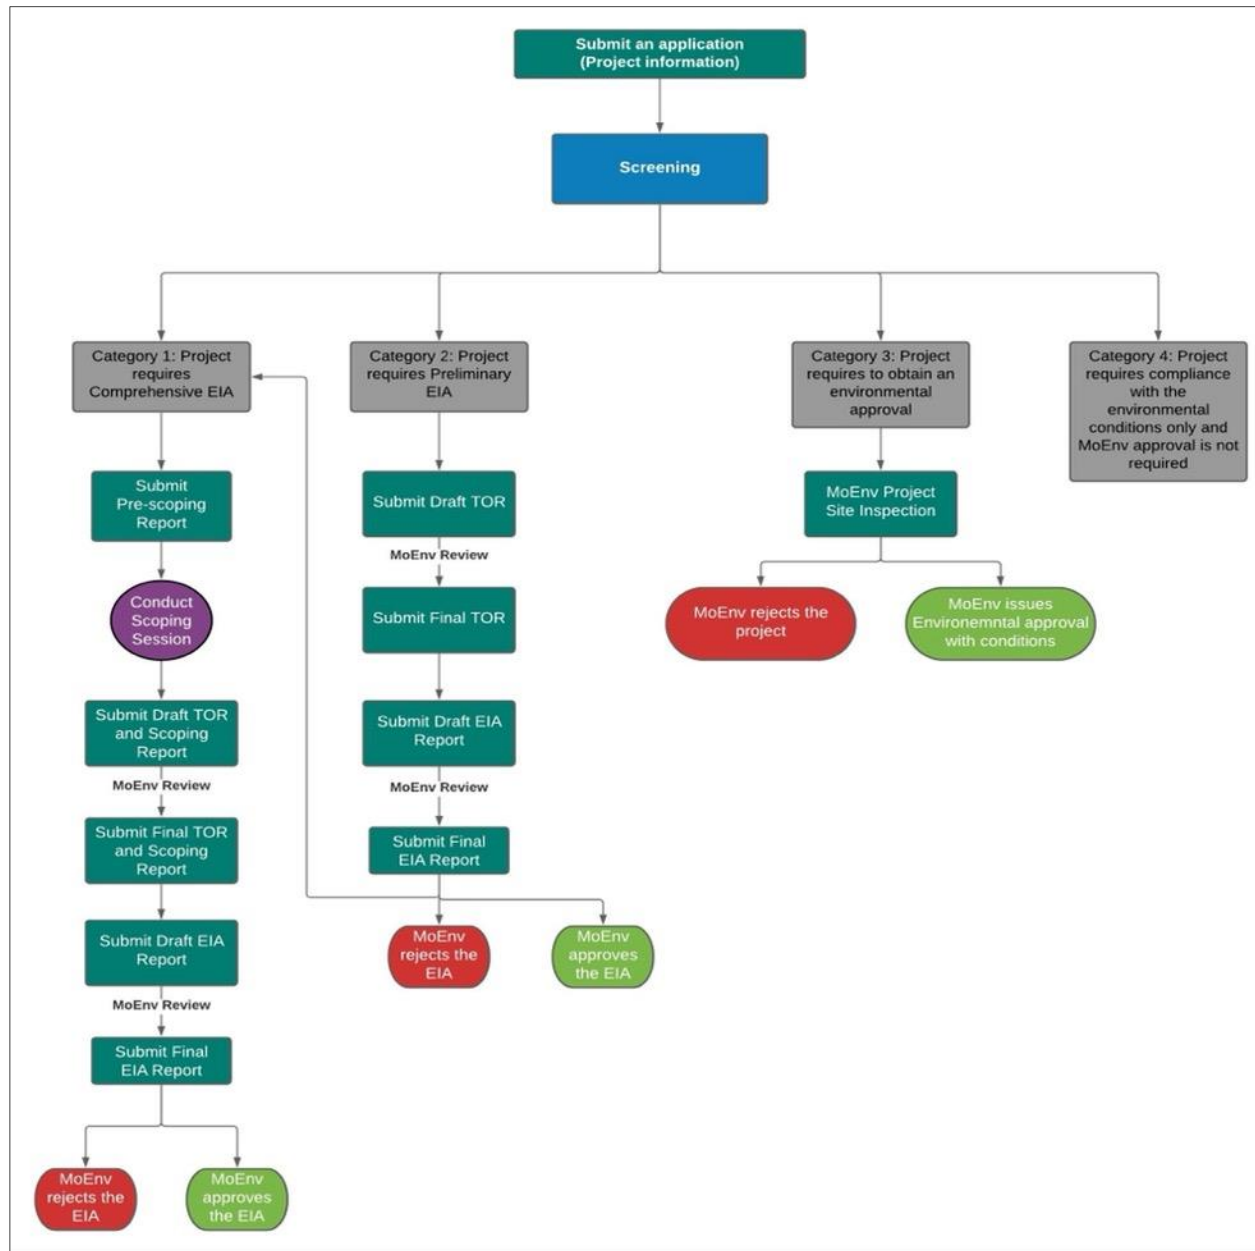 Submit an application
(Project information)
Screening
Category 1: Project
requires
Comprehensive EIA
Category 2: Project
requires Preliminary
EIA
Category 3: Project
requires to obtain an
environmental
approval
Category 4: Project
requires compliance
with the
environmental
conditions only and
MoEnv approval is not
required
Submit
Pre-scoping
Report
Submit Draft TOR
MoEnv Project
Site Inspection
MoEnv Review
Conduct
Scoping
Session
Submit Final TOR
MoEnv rejects the
project
MoEnv issues
Environemntal approval
with conditions
Submit Draft TOR
and Scoping
Report
Submit Draft EIA
Report
MoEnv Review
MoEnv Review
Submit Final TOR
and Scoping
Report
Submit Final
EIA Report
Submit Draft EIA
Report
MoEnv
rejects the
EIA
MoEnv
approves
the EIA
MoEnv Review
Submit Final
EIA Report
MoEnv
rejects the
EIA
MoEnv
approves
the EIA